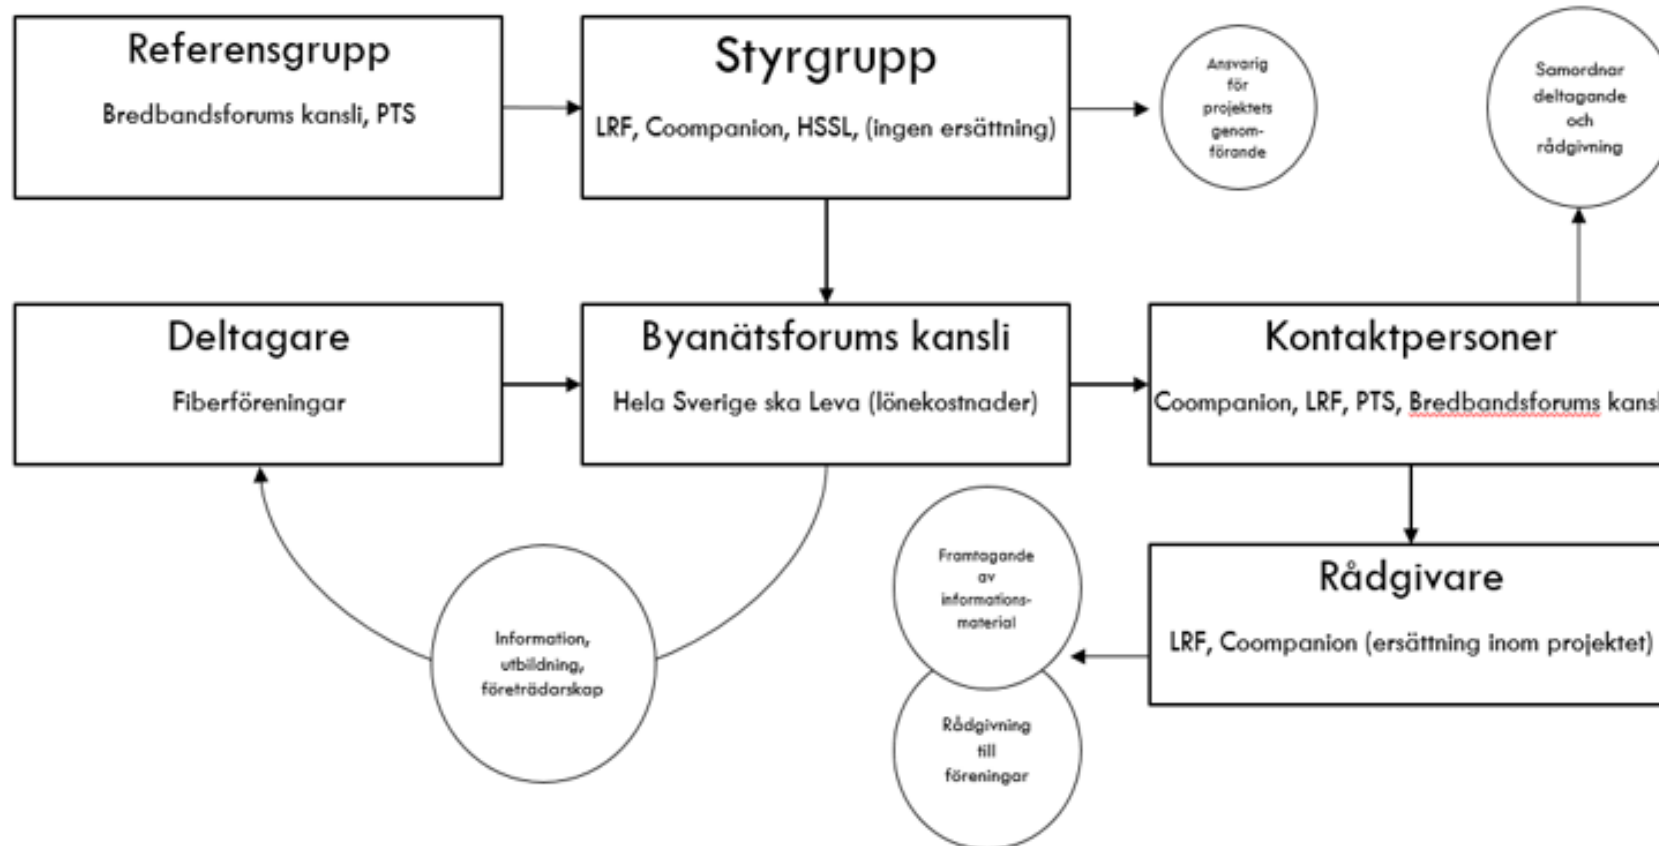 Referensgrupp
Bredbandsforums kansli, PTS
Styrgrupp
LRF, Coompanion, HSSL, (ingen ersättning)
Ansvarig
för
projektets
genom-
förande
Samordnar
deltagande
och
rådgivning
Deltagare
Fiberföreningar
Byanätsforums kansli
Hela Sverige ska Leva (lönekostnader)
Kontaktpersoner
Coompanion, LRF, PTS, Bredbandsforums kansl
Information,
utbildning,
företrädarskap
Framtagande
av
informations-
material
Rådgivning
till
föreningar
Rådgivare
LRF, Coompanion (ersättning inom projektet)